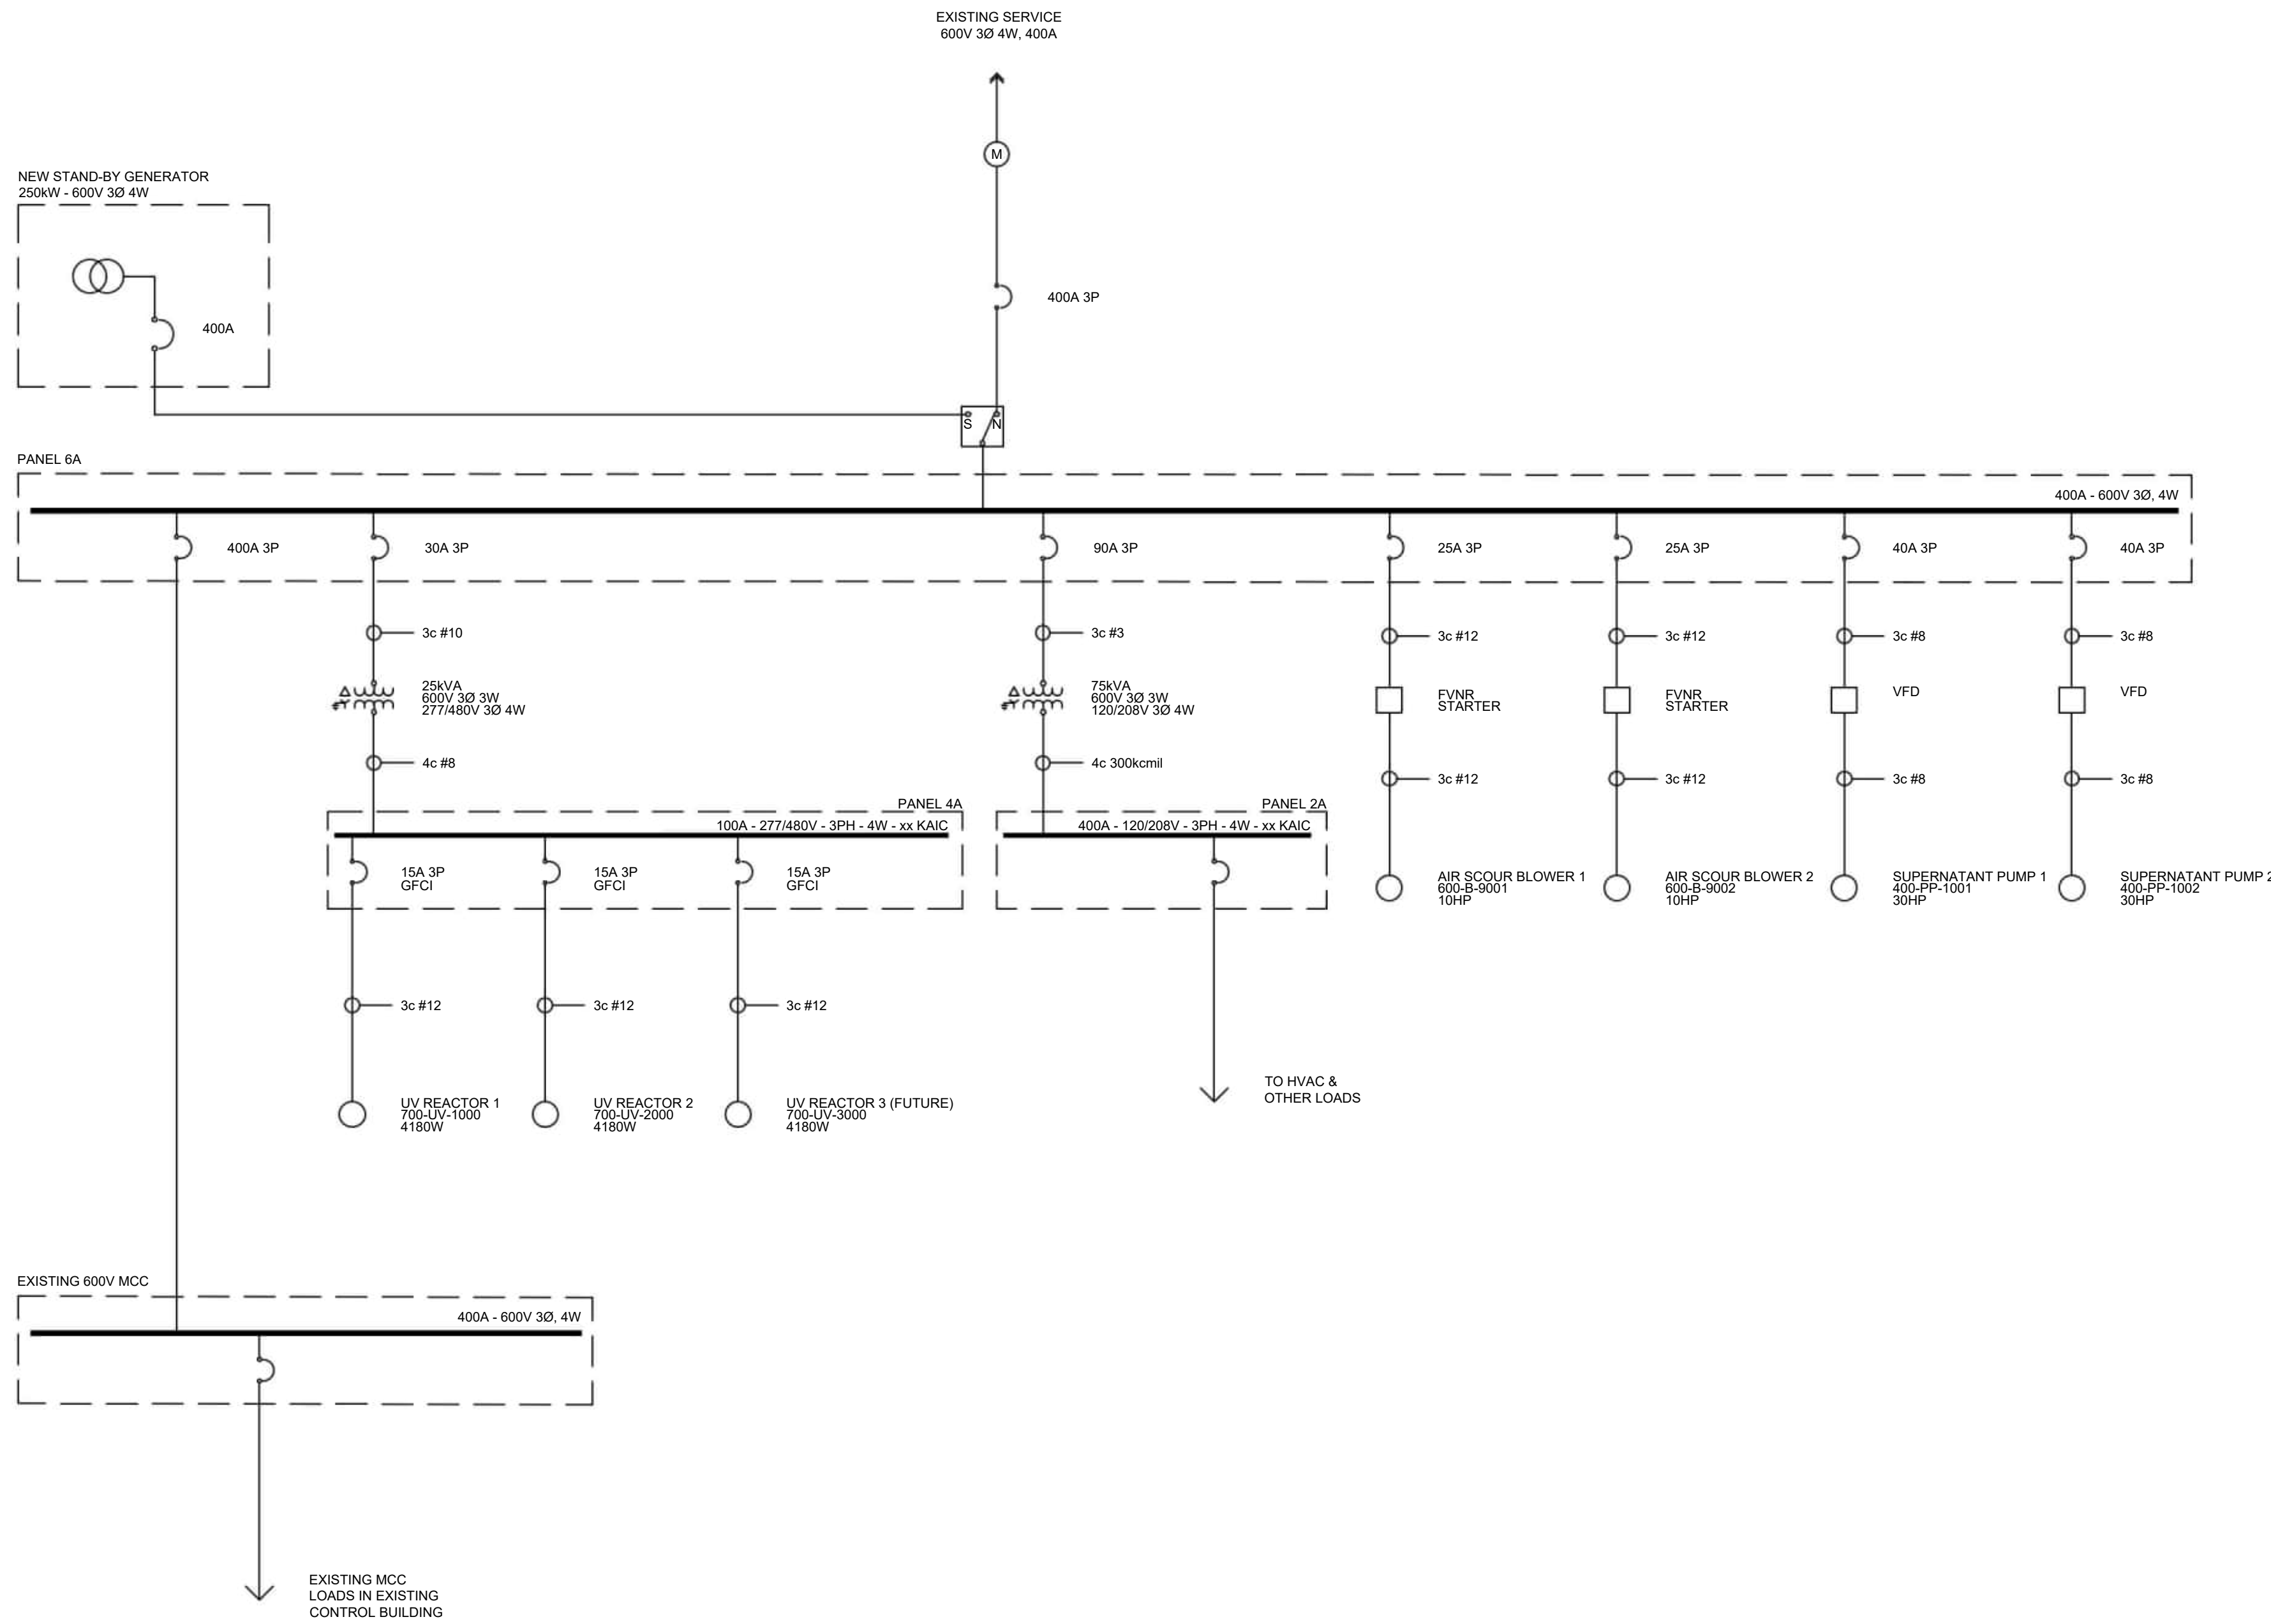 EXISTING SERVICE
600V 3Ø 4W, 400A
M
NEW STAND-BY GENERATOR
250kW - 600V 3Ø 4W
400A
400A 3P
S
N
PANEL 6A
400A - 600V 3Ø, 4W
400A 3P
30A 3P
90A 3P
25A 3P
25A 3P
40A 3P
40A 3P
3c #10
3c #3
3c #12
3c #12
3c #8
3c #8
25kVA
600V 3Ø 3W
277/480V 3Ø 4W
75kVA
600V 3Ø 3W
120/208V 3Ø 4W
FVNR
STARTER
FVNR
STARTER
VFD
VFD
4c #8
4c 300kcmil
3c #12
3c #12
3c #8
3c #8
PANEL 4A
100A - 277/480V - 3PH - 4W - xx KAIC
PANEL 2A
400A - 120/208V - 3PH - 4W - xx KAIC
15A 3P
GFCI
15A 3P
GFCI
15A 3P
GFCI
AIR SCOUR BLOWER 1
600-B-9001
10HP
AIR SCOUR BLOWER 2
600-B-9002
10HP
SUPERNATANT PUMP 1
400-PP-1001
30HP
SUPERNATANT PUMP 2
400-PP-1002
30HP
3c #12
3c #12
3c #12
UV REACTOR 1
700-UV-1000
4180W
UV REACTOR 2
700-UV-2000
4180W
UV REACTOR 3 (FUTURE)
700-UV-3000
4180W
TO HVAC &
OTHER LOADS
EXISTING 600V MCC
400A - 600V 3Ø, 4W
EXISTING MCC
LOADS IN EXISTING
CONTROL BUILDING